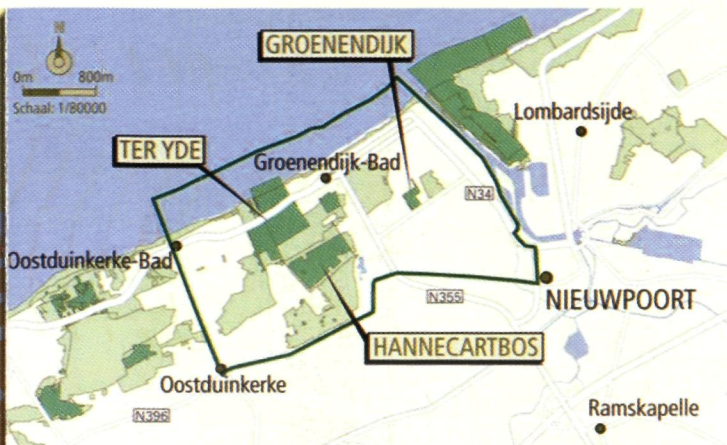 N
GROENENDIJK
0m 800m
Schaal: 1/80000
Lombardsijde
TER YDE
Groenendijk-Bad
N34
Oostduinkerke-Bad
NIEUWPOORT
N355
HANNECARTBOS
Oostduinkerke
Ramskapelle
N396